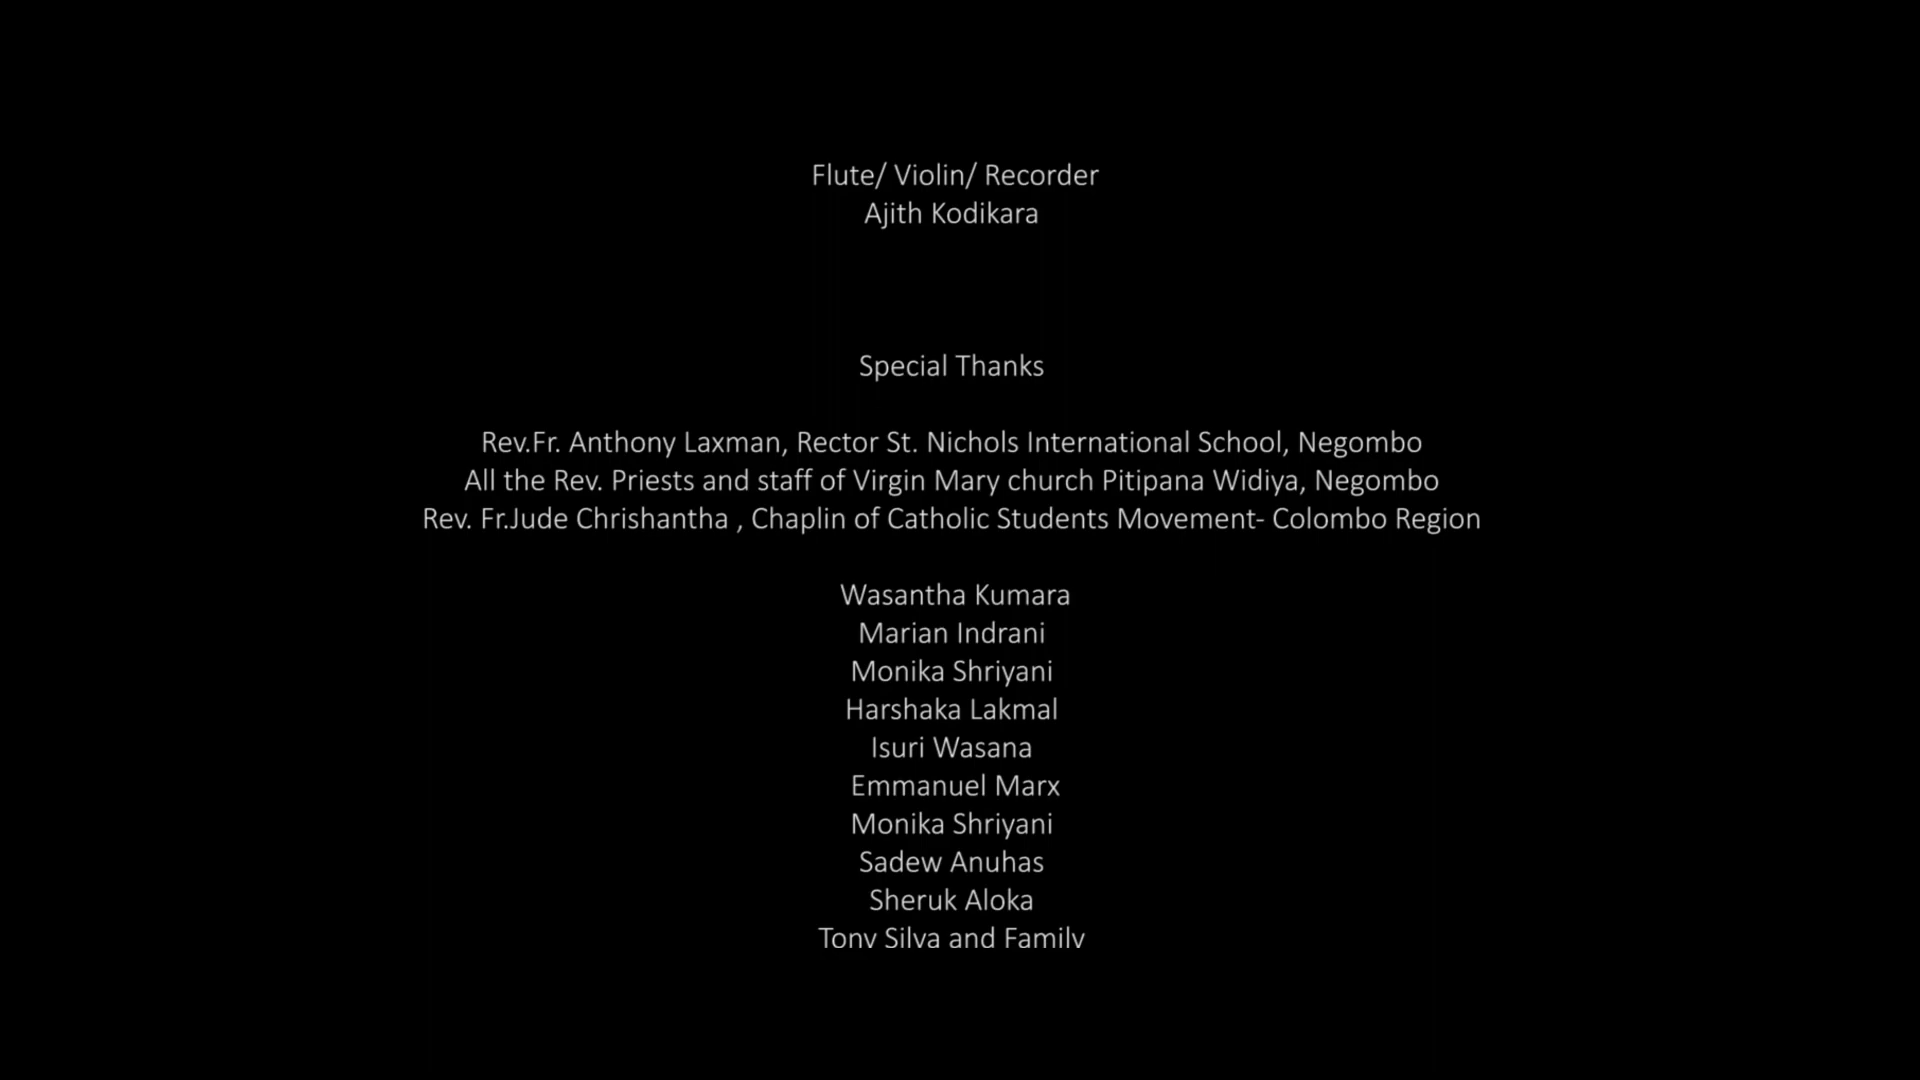 Flute/ Violin/ Recorder
Ajith Kodikara
Special Thanks
Rev.Fr. Anthony Laxman, Rector St. Nichols International School, Negombo
All the Rev. Priests and staff of Virgin Mary church Pitipana Widiya, Negombo
Rev. Fr.Jude Chrishantha , Chaplin of Catholic Students Movement- Colombo Region
Wasantha Kumara
Marian Indrani
Monika Shriyani
Harshaka Lakmal
Isuri Wasana
Emmanuel Marx
Monika Shriyani
Sadew Anuhas
Sheruk Aloka
Tony Silva and Family